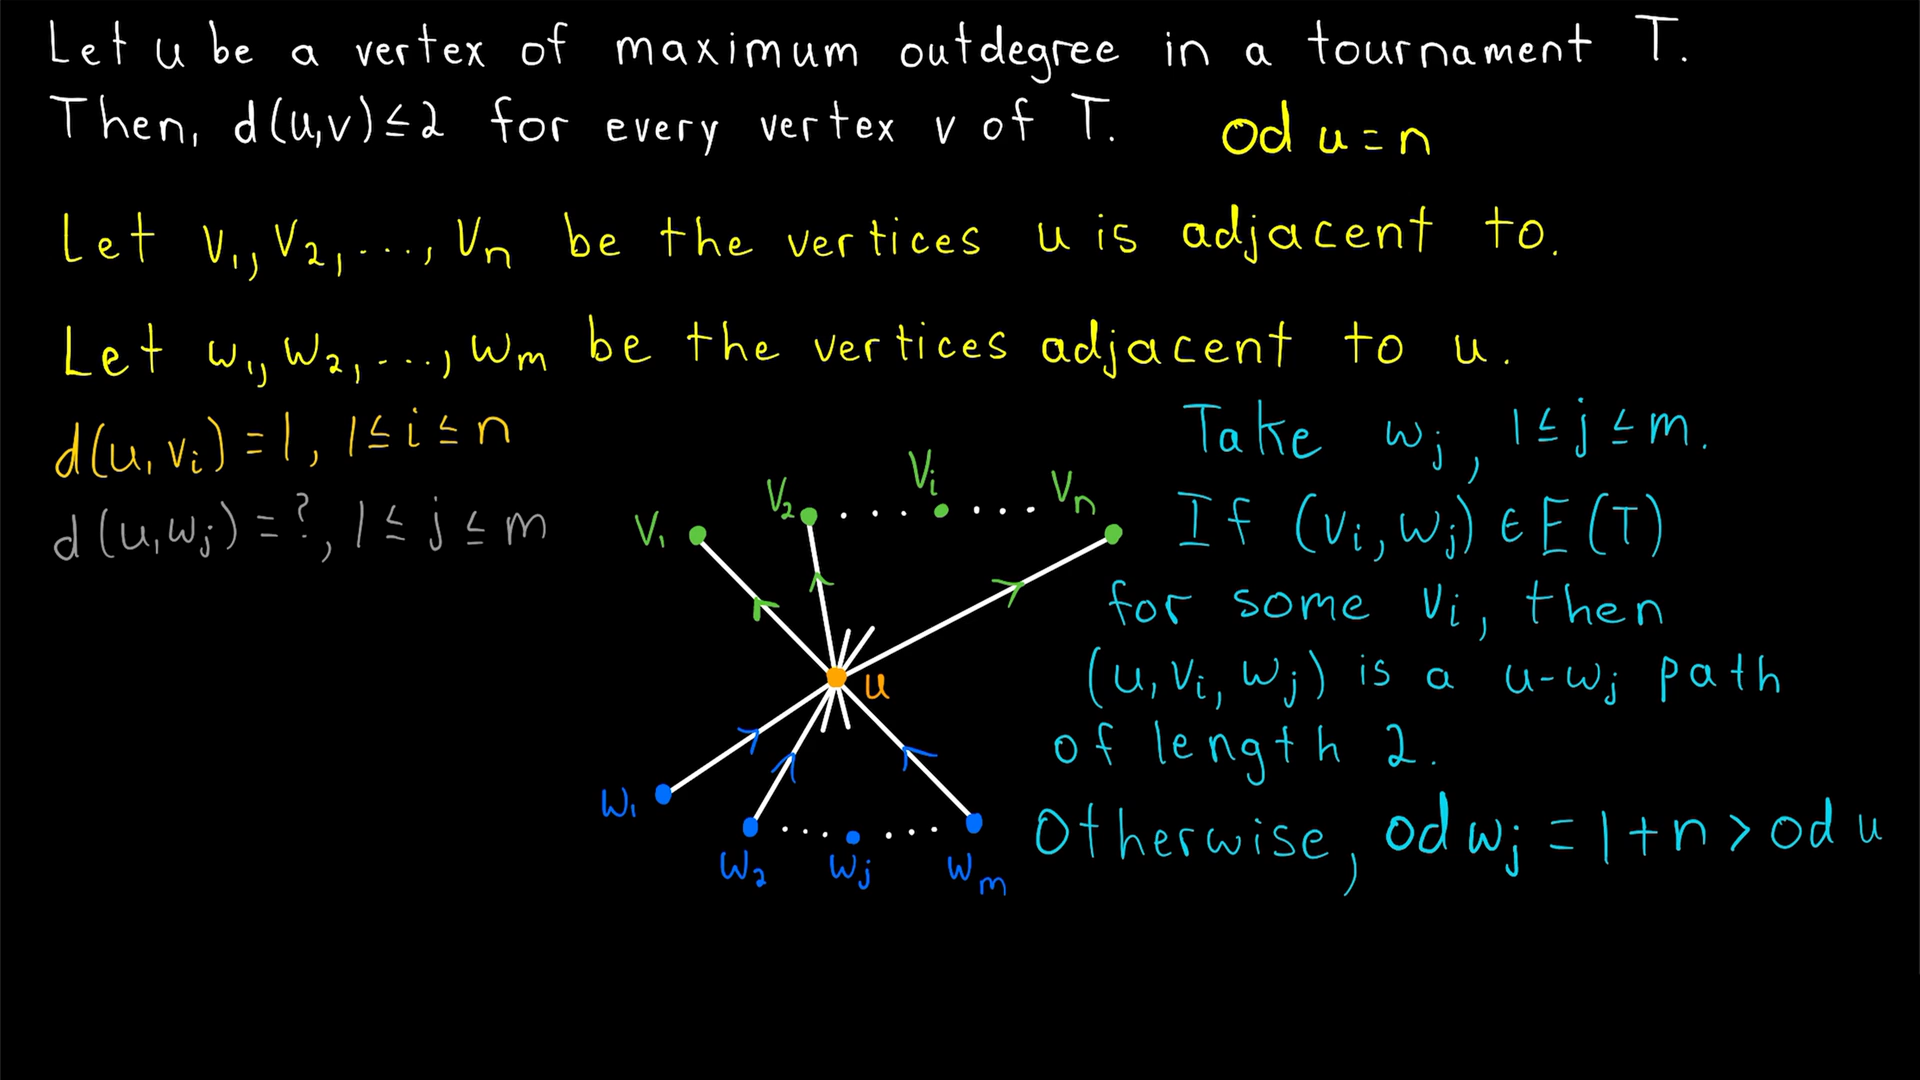 Let u be a vertex of maximum outdegree in a tournament T.
Then, d(u,v)≤2 for every vertex v of T.
od u=n
Let v₁, v₂, ..., vₙ be the vertices u is adjacent to.
Let w₁, w₂, ..., wₘ be the vertices adjacent to u.
d(u,vᵢ)=1, 1≤i≤n
d(u,wⱼ)=?, 1≤j≤m
v₁
v₂
vᵢ
vₙ
u
w₁
w₂
wⱼ
wₘ
Take wⱼ, 1≤j≤m.
If (vᵢ, wⱼ) ∈ E(T)
for some vᵢ, then
(u, vᵢ, wⱼ) is a u-wⱼ path
of length 2.
Otherwise, od wⱼ = 1+n > od u